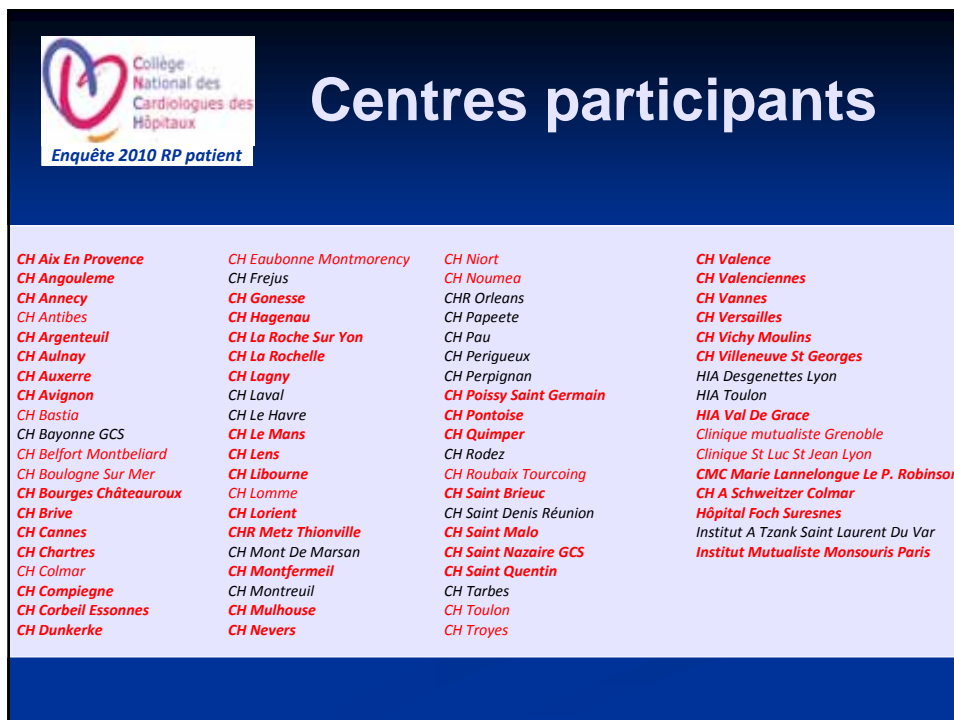 Collège
National des
Cardiologues des
Hôpitaux
Enquête 2010 RP patient
Centres participants
CH Aix En Provence
CH Angouleme
CH Annecy
CH Antibes
CH Argenteuil
CH Aulnay
CH Auxerre
CH Avignon
CH Bastia
CH Bayonne GCS
CH Belfort Montbeliard
CH Boulogne Sur Mer
CH Bourges Châteauroux
CH Brive
CH Cannes
CH Chartres
CH Colmar
CH Compiegne
CH Corbeil Essonnes
CH Dunkerke
CH Eaubonne Montmorency
CH Frejus
CH Gonesse
CH Hagenau
CH La Roche Sur Yon
CH La Rochelle
CH Lagny
CH Laval
CH Le Havre
CH Le Mans
CH Lens
CH Libourne
CH Lomme
CH Lorient
CHR Metz Thionville
CH Mont De Marsan
CH Montfermeil
CH Montreuil
CH Mulhouse
CH Nevers
CH Niort
CH Noumea
CHR Orleans
CH Papeete
CH Pau
CH Perigueux
CH Perpignan
CH Poissy Saint Germain
CH Pontoise
CH Quimper
CH Rodez
CH Roubaix Tourcoing
CH Saint Brieuc
CH Saint Denis Réunion
CH Saint Malo
CH Saint Nazaire GCS
CH Saint Quentin
CH Tarbes
CH Toulon
CH Troyes
CH Valence
CH Valenciennes
CH Vannes
CH Versailles
CH Vichy Moulins
CH Villeneuve St Georges
HIA Desgenettes Lyon
HIA Toulon
HIA Val De Grace
Clinique mutualiste Grenoble
Clinique St Luc St Jean Lyon
CMC Marie Lannelongue Le P. Robinson
CH A Schweitzer Colmar
Hôpital Foch Suresnes
Institut A Tzank Saint Laurent Du Var
Institut Mutualiste Monsouris Paris